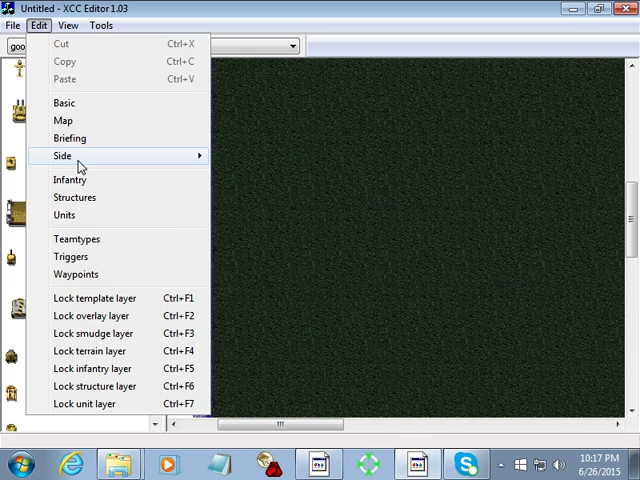 Untitled - XCC Editor 1.03
File Edit View Tools
goo
Cut Ctrl+X
Copy Ctrl+C
Paste Ctrl+V
Basic
Map
Briefing
Side
Infantry
Structures
Units
Teamtypes
Triggers
Waypoints
Lock template layer Ctrl+F1
Lock overlay layer Ctrl+F2
Lock smudge layer Ctrl+F3
Lock terrain layer Ctrl+F4
Lock infantry layer Ctrl+F5
Lock structure layer Ctrl+F6
Lock unit layer Ctrl+F7
10:17 PM
6/26/2015